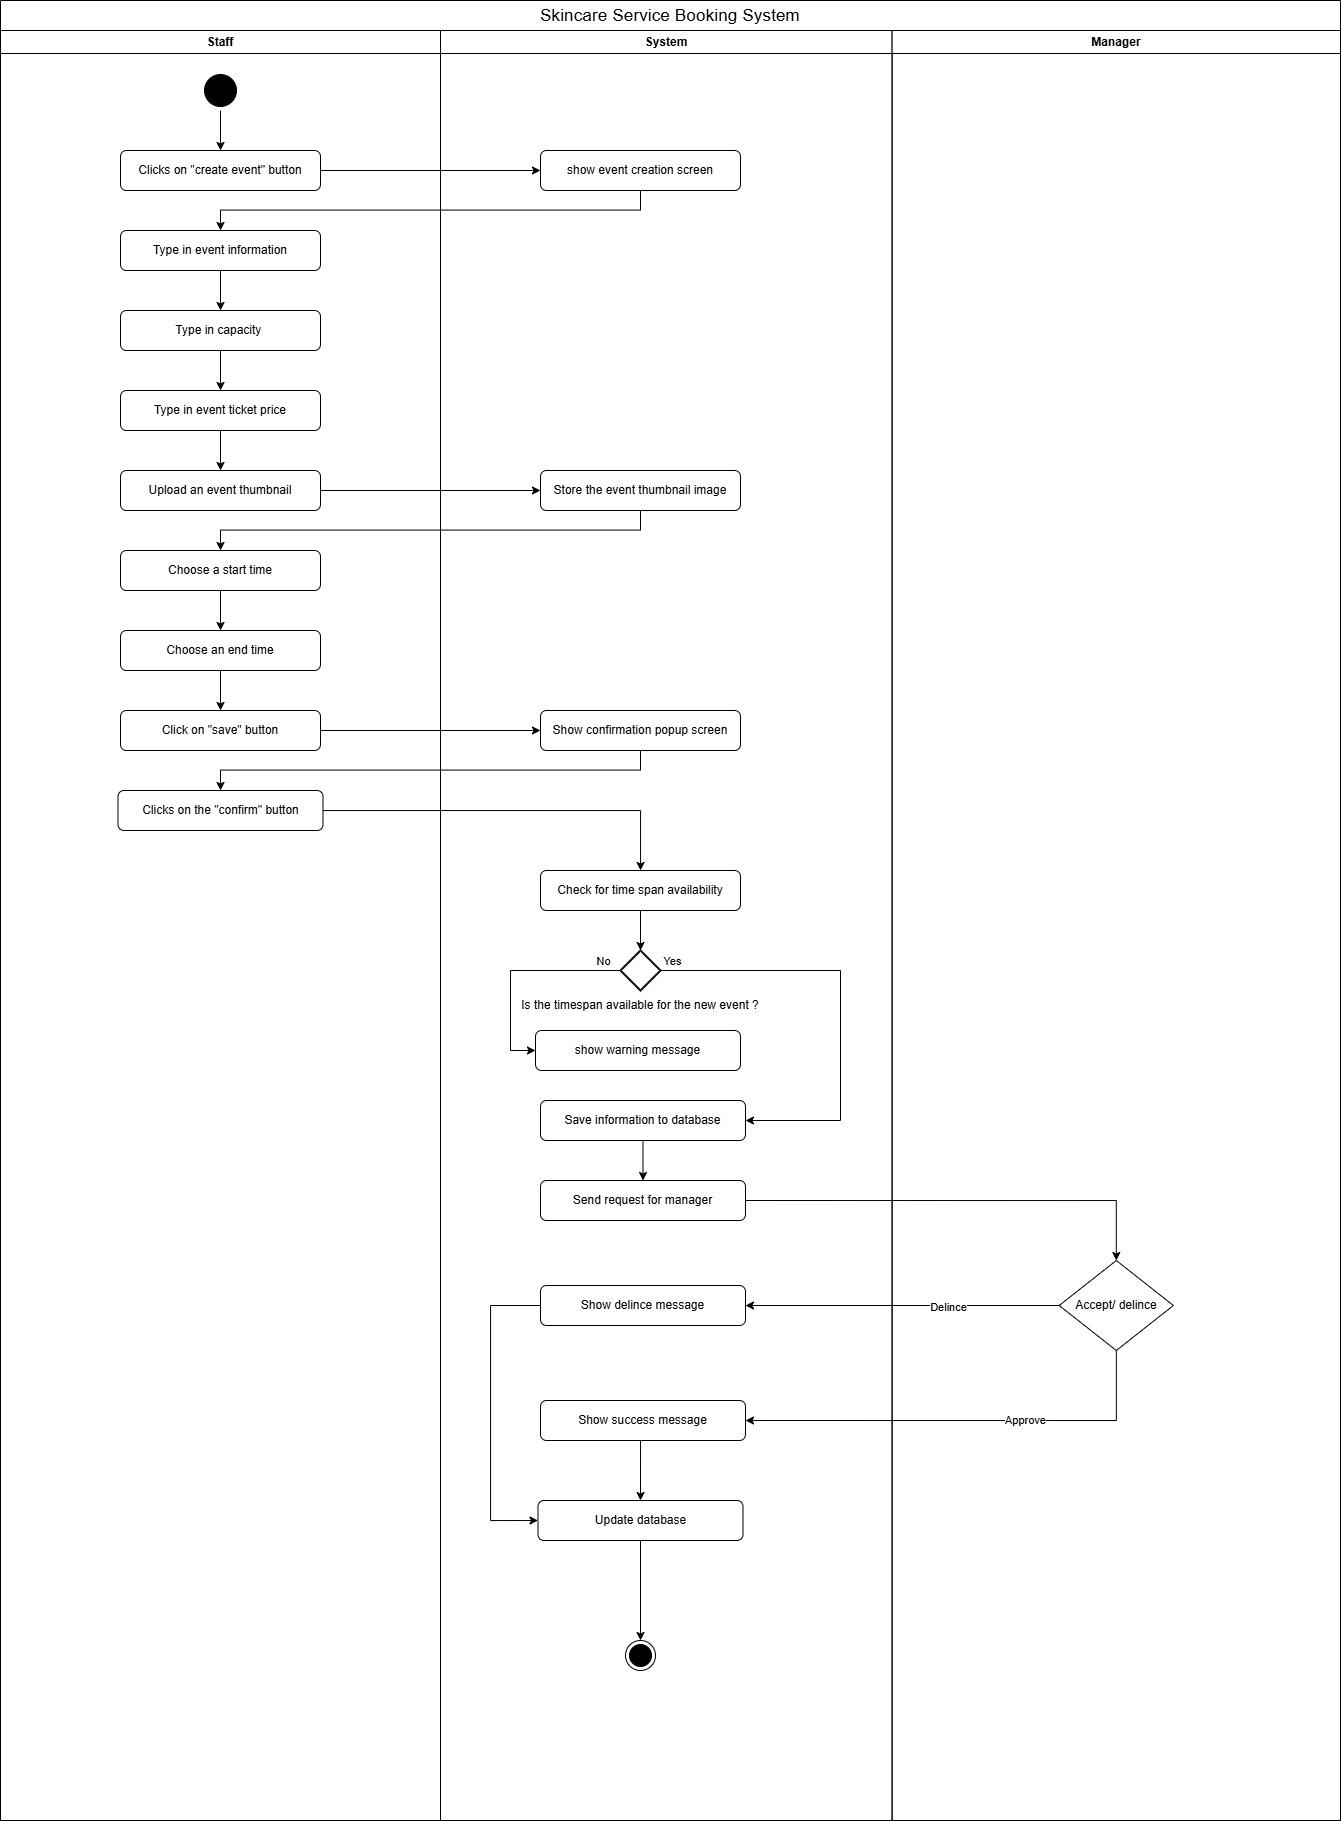 Skincare Service Booking System
Staff
System
Manager
Clicks on "create event" button
show event creation screen
Type in event information
Type in capacity
Type in event ticket price
Upload an event thumbnail
Store the event thumbnail image
Choose a start time
Choose an end time
Click on "save" button
Show confirmation popup screen
Clicks on the "confirm" button
Check for time span availability
No
Yes
Is the timespan available for the new event ?
show warning message
Save information to database
Send request for manager
Show delince message
Delince
Accept/ delince
Show success message
Approve
Update database